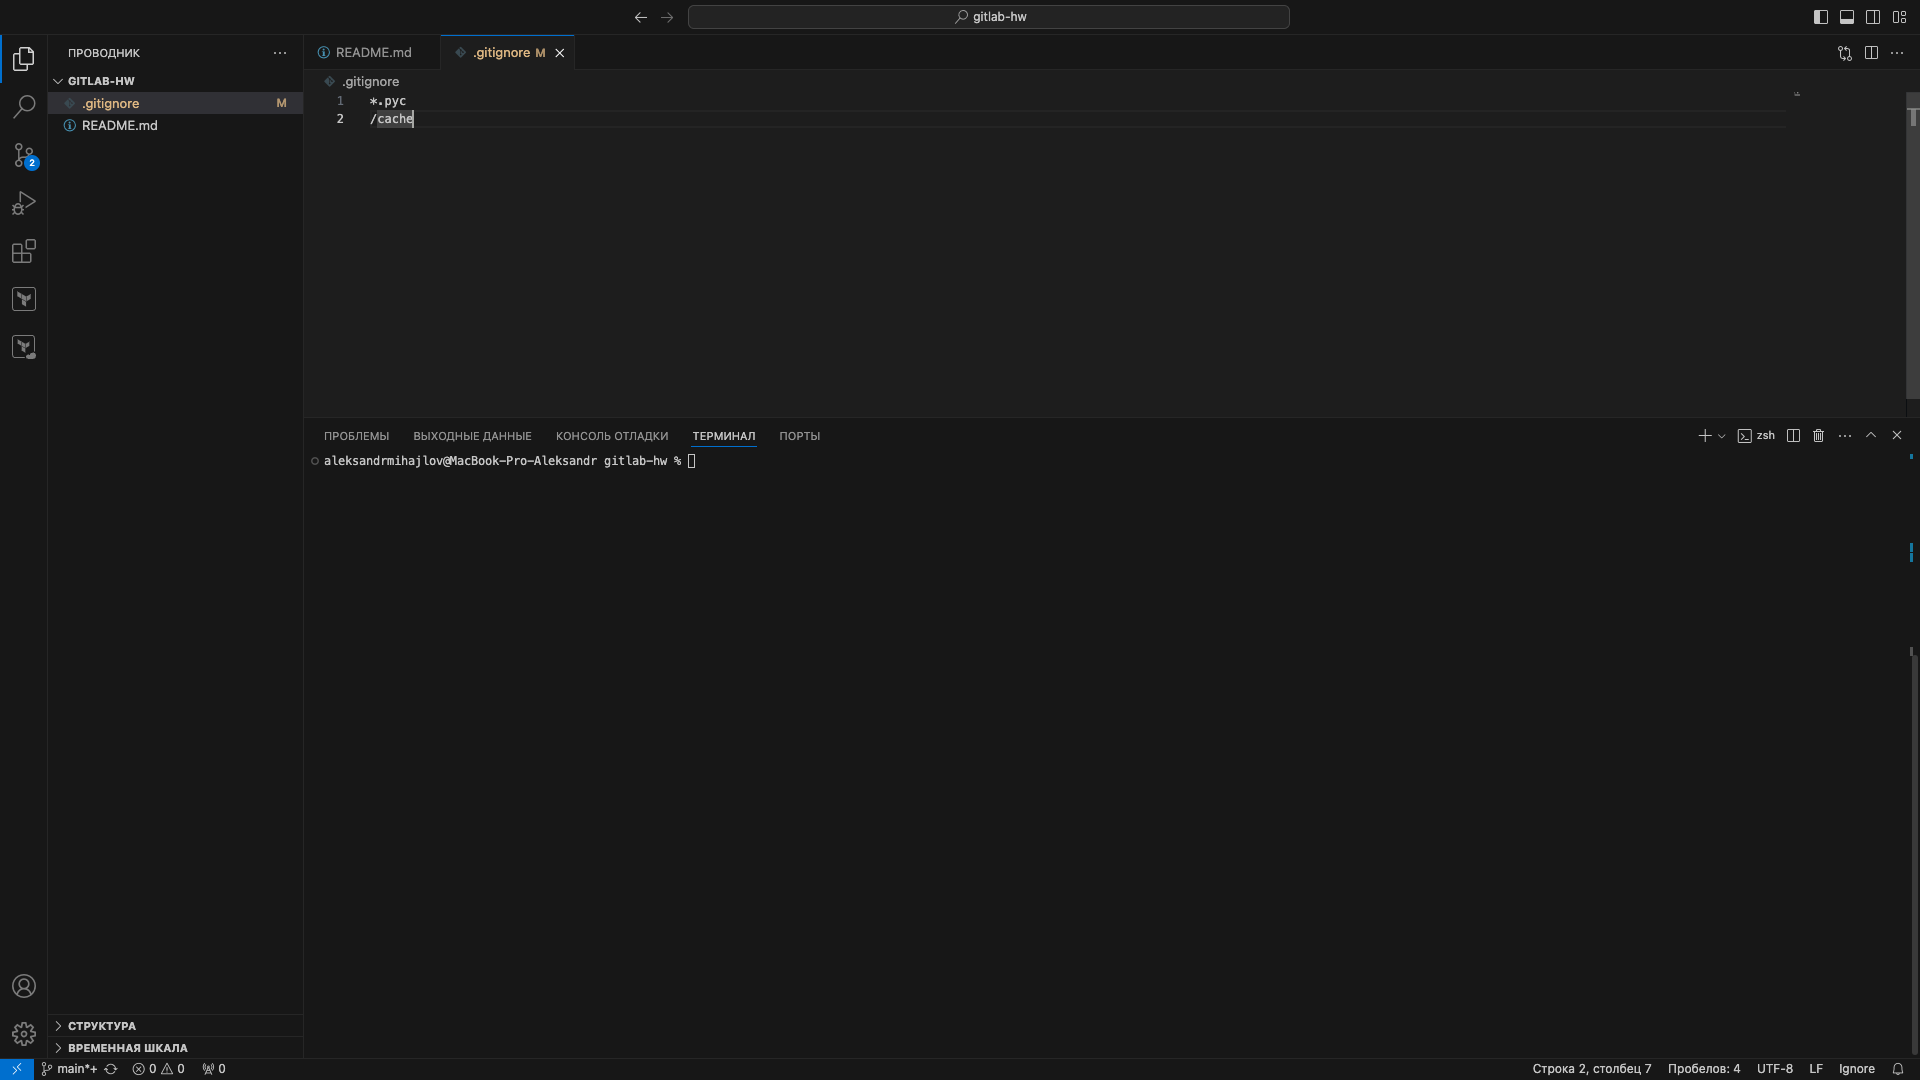 gitlab-hw
ПРОВОДНИК
GITLAB-HW
.gitignore M
README.md
2
README.md
.gitignore M
.gitignore
1 *.pyc
2 /cache
ПРОБЛЕМЫ ВЫХОДНЫЕ ДАННЫЕ КОНСОЛЬ ОТЛАДКИ ТЕРМИНАЛ ПОРТЫ
zsh
aleksandrmihajlov@MacBook-Pro-Aleksandr gitlab-hw %
СТРУКТУРА
ВРЕМЕННАЯ ШКАЛА
main*+ 0 0 0
Строка 2, столбец 7 Пробелов: 4 UTF-8 LF Ignore